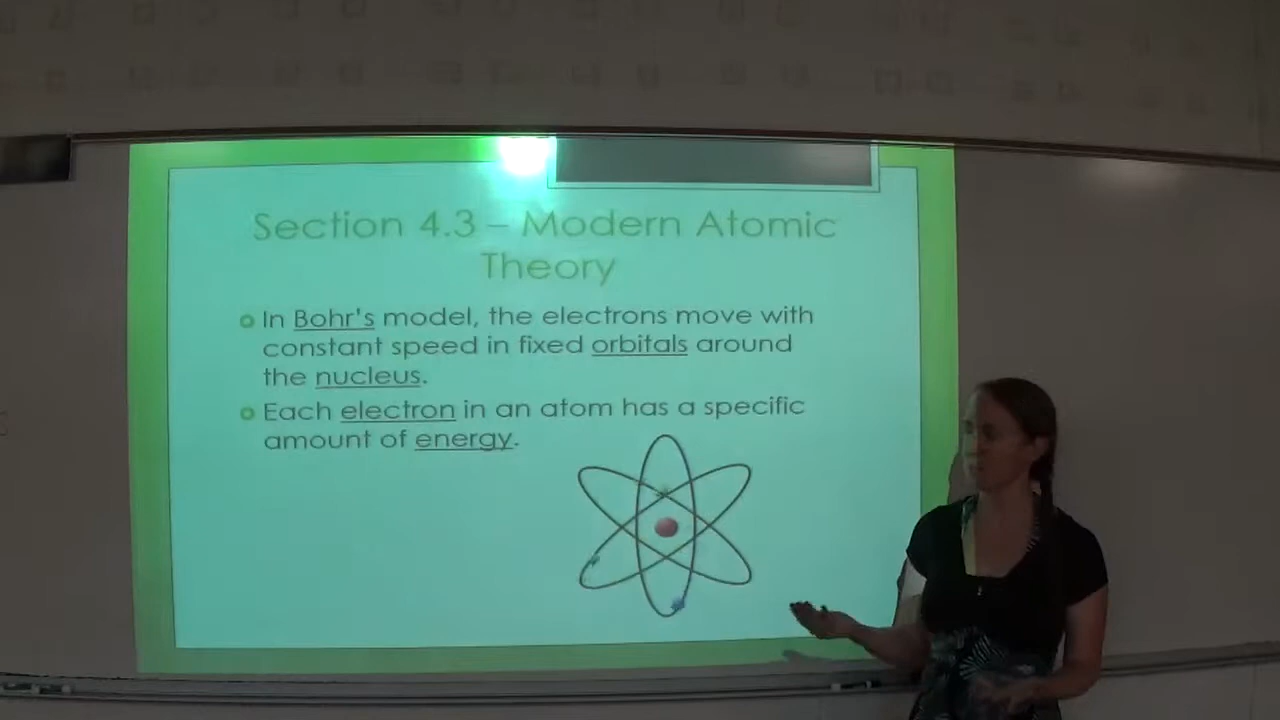 Section 4.3 – Modern Atomic
Theory
In Bohr's model, the electrons move with
constant speed in fixed orbitals around
the nucleus.
Each electron in an atom has a specific
amount of energy.